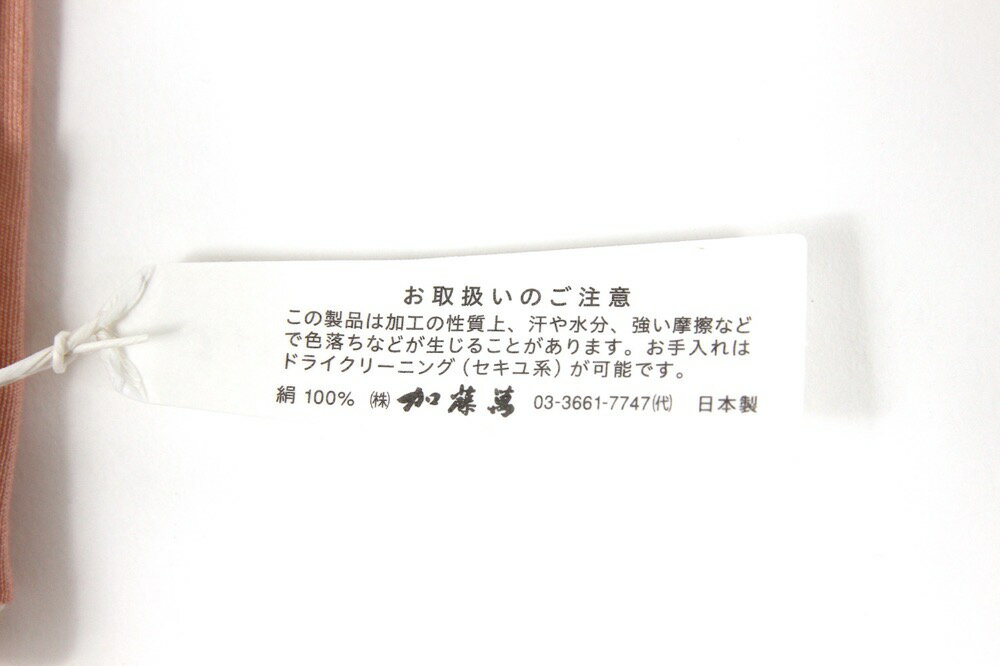 お取扱いのご注意
この製品は加工の性質上、汗や水分、強い摩擦など
で色落ちなどが生じることがあります。お手入れは
ドライクリーニング(セキユ系)が可能です。
絹 100% ㈱ 加藤萬 03-3661-7747㈹ 日本製